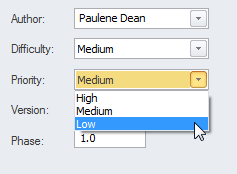 Author: Paulene Dean
Difficulty: Medium
Priority: Medium
High
Medium
Version:
Low
Phase: 1.0